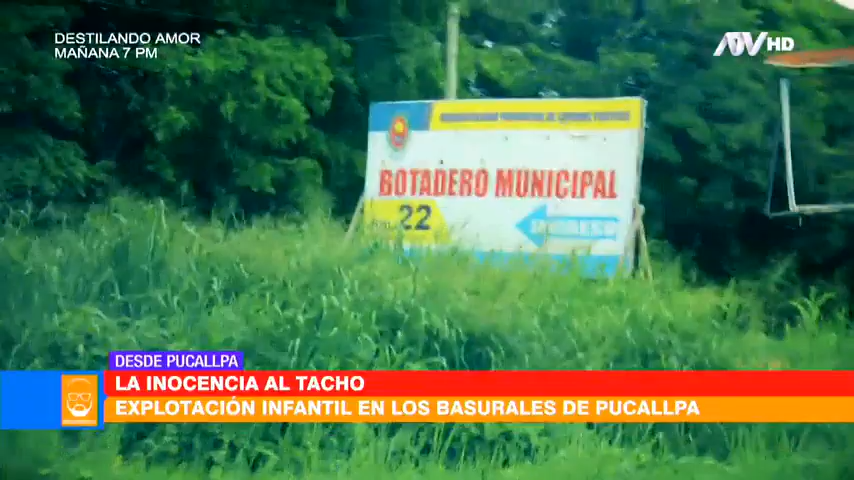 DESTILANDO AMOR
MAÑANA 7 PM
ATV HD
BOTADERO MUNICIPAL
22
DESDE PUCALLPA
LA INOCENCIA AL TACHO
EXPLOTACIÓN INFANTIL EN LOS BASURALES DE PUCALLPA